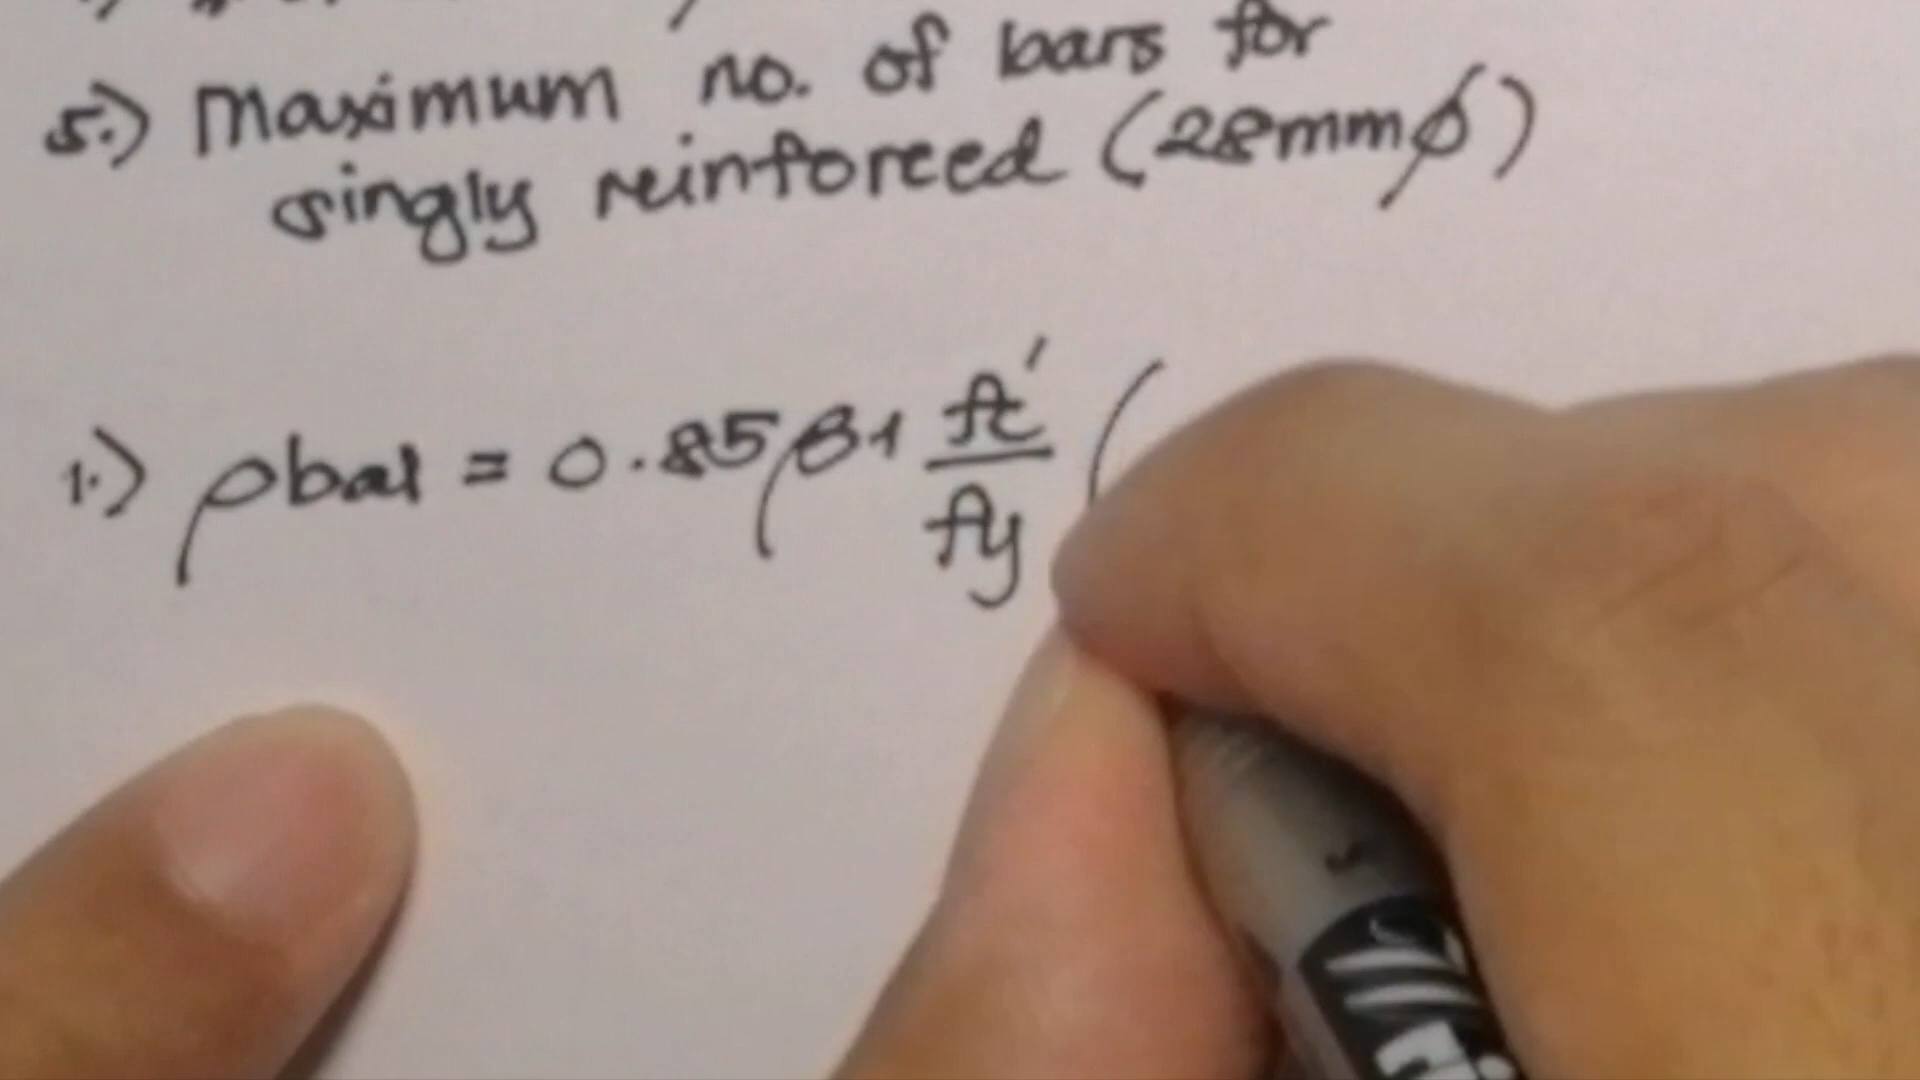 5.) Maximum no. of bars for
singly reinforced (28mmϕ)
1.) ρbal = 0.85β1 fc'/fy (